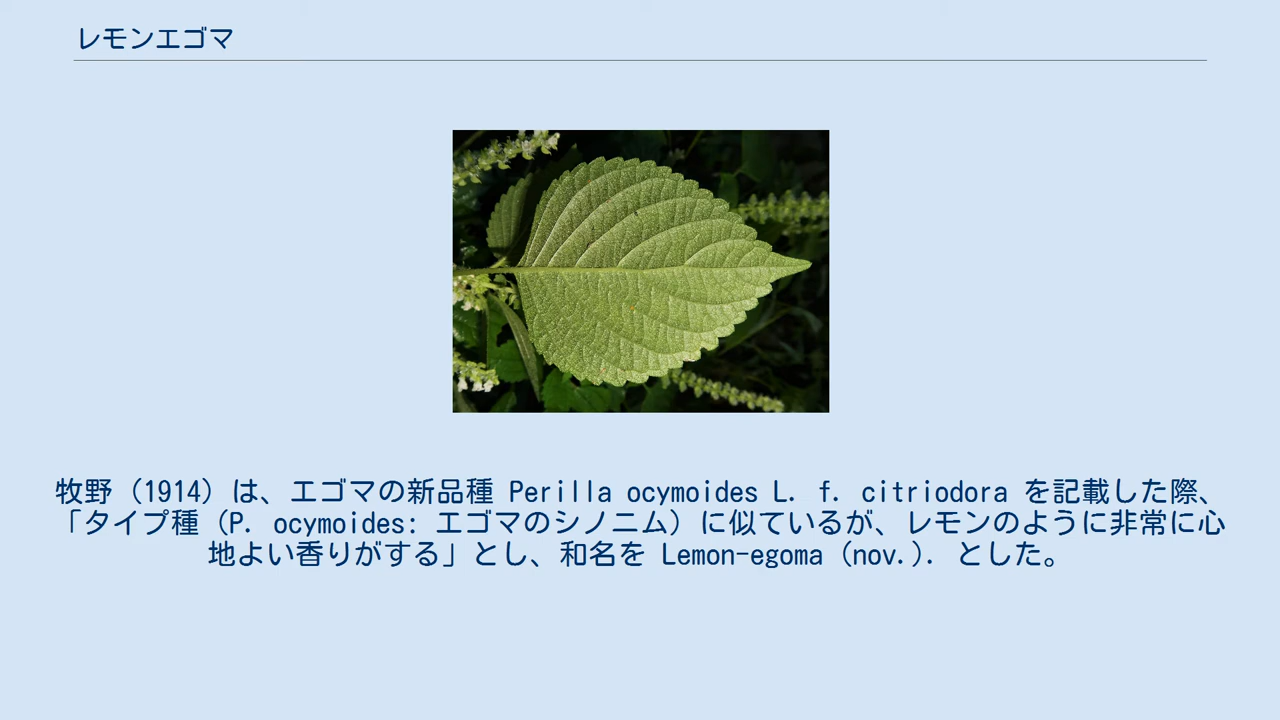 レモンエゴマ
牧野（1914）は、エゴマの新品種 Perilla ocymoides L. f. citriodora を記載した際、
「タイプ種（P. ocymoides: エゴマのシノニム）に似ているが、レモンのように非常に心
地よい香りがする」とし、和名を Lemon-egoma (nov.). とした。